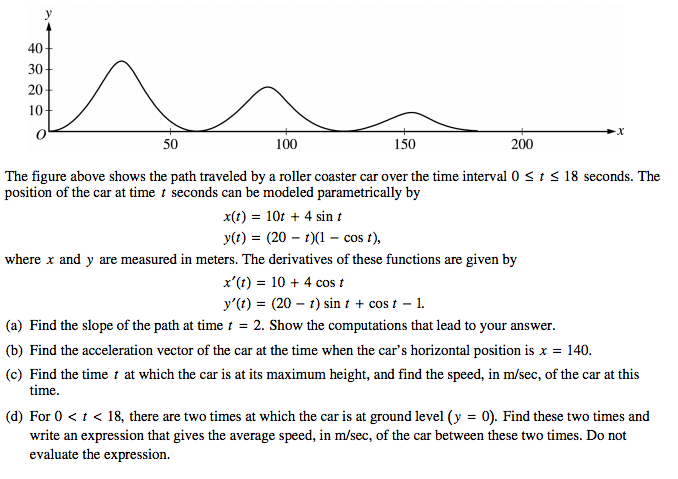 y
40
30
20
10
O
50
100
150
200
x
The figure above shows the path traveled by a roller coaster car over the time interval 0 ≤ t ≤ 18 seconds. The
position of the car at time t seconds can be modeled parametrically by
x(t) = 10t + 4 sin t
y(t) = (20 − t)(1 − cos t),
where x and y are measured in meters. The derivatives of these functions are given by
x′(t) = 10 + 4 cos t
y′(t) = (20 − t) sin t + cos t − 1.
(a) Find the slope of the path at time t = 2. Show the computations that lead to your answer.
(b) Find the acceleration vector of the car at the time when the car's horizontal position is x = 140.
(c) Find the time t at which the car is at its maximum height, and find the speed, in m/sec, of the car at this
time.
(d) For 0 < t < 18, there are two times at which the car is at ground level (y = 0). Find these two times and
write an expression that gives the average speed, in m/sec, of the car between these two times. Do not
evaluate the expression.